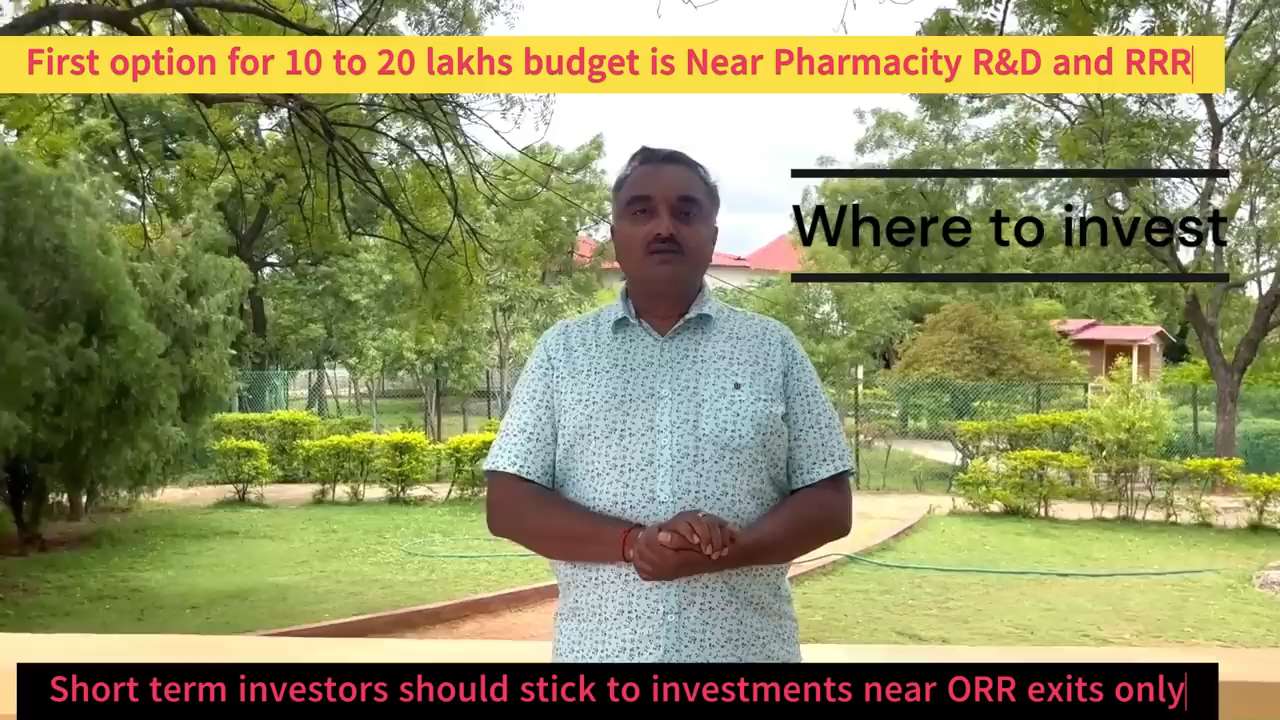 First option for 10 to 20 lakhs budget is Near Pharmacity R&D and RRR
Where to invest
Short term investors should stick to investments near ORR exits only